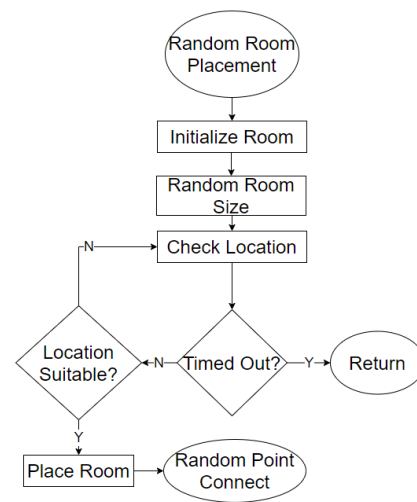 Random Room
Placement
Initialize Room
Random Room
Size
N
Check Location
Location
Suitable?
N
Timed Out?
Y
Return
Y
Place Room
Random Point
Connect